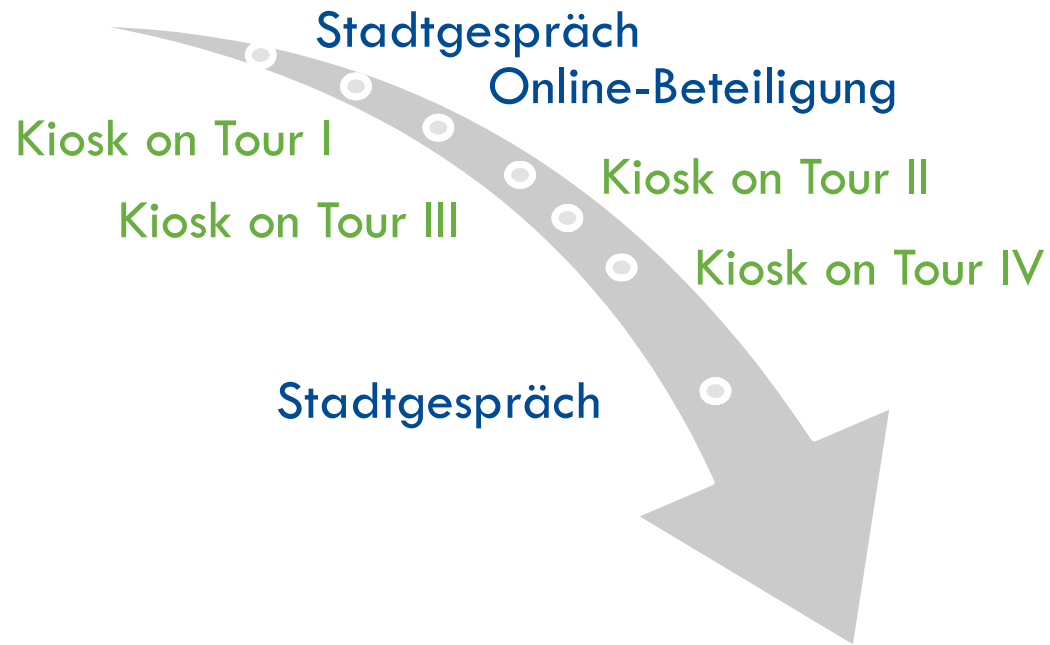 Stadtgespräch
Online-Beteiligung
Kiosk on Tour I
Kiosk on Tour II
Kiosk on Tour III
Kiosk on Tour IV
Stadtgespräch